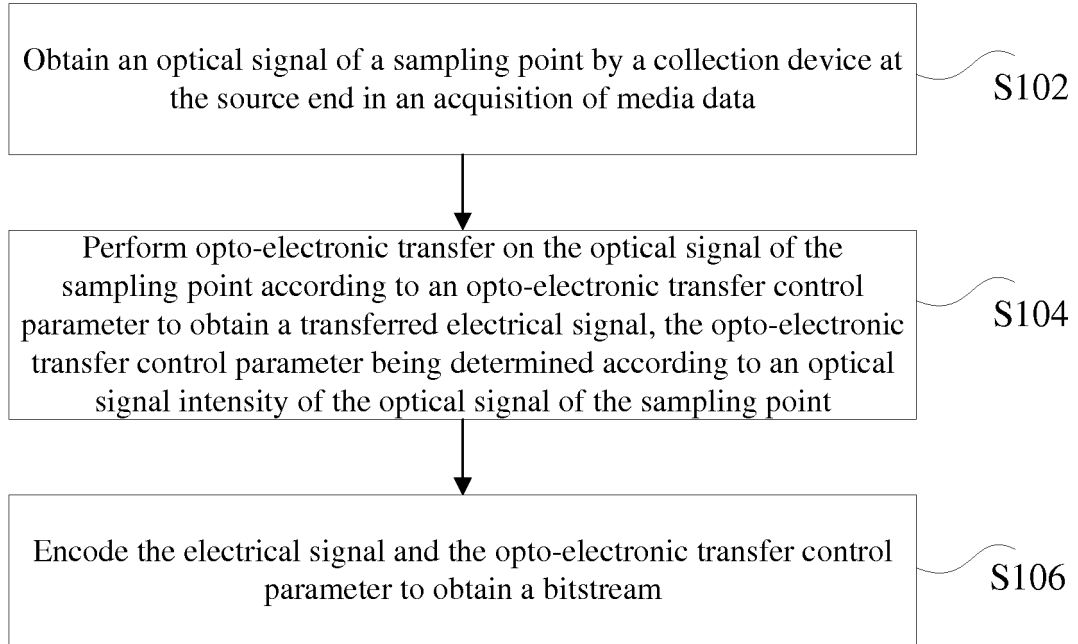 Obtain an optical signal of a sampling point by a collection device at
the source end in an acquisition of media data
S102
Perform opto-electronic transfer on the optical signal of the
sampling point according to an opto-electronic transfer control
parameter to obtain a transferred electrical signal, the opto-electronic
transfer control parameter being determined according to an optical
signal intensity of the optical signal of the sampling point
S104
Encode the electrical signal and the opto-electronic transfer control
parameter to obtain a bitstream
S106